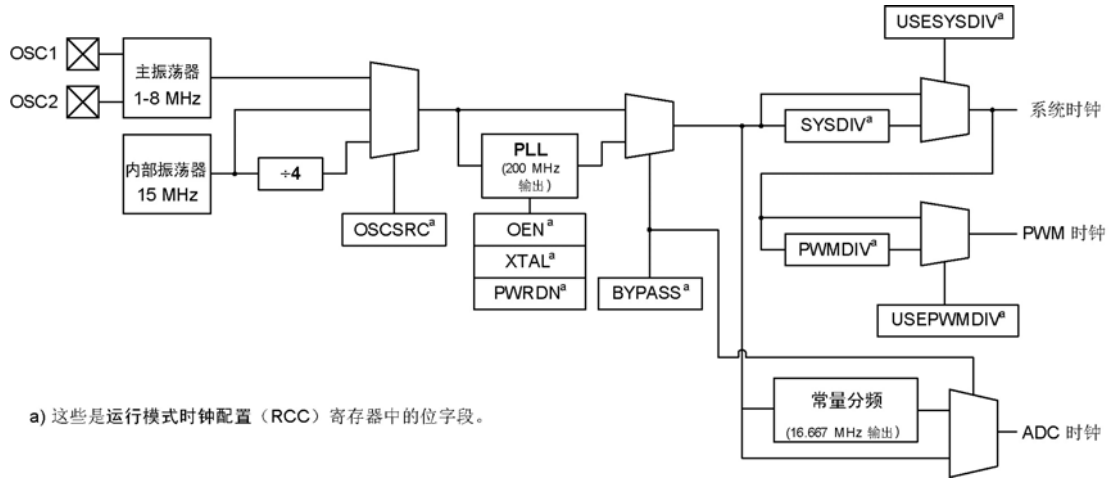 USESYSDIVª
OSC1
OSC2
主振荡器
1-8 MHz
系统时钟
SYSDIVª
PLL
(200 MHz
输出)
内部振荡器
15 MHz
÷4
OSCSRCª
OENª
XTALª
PWRDNª
BYPASSª
PWM 时钟
PWMDIVª
USEPWMDIVª
常量分频
(16.667 MHz 输出)
ADC 时钟
a) 这些是运行模式时钟配置（RCC）寄存器中的位字段。